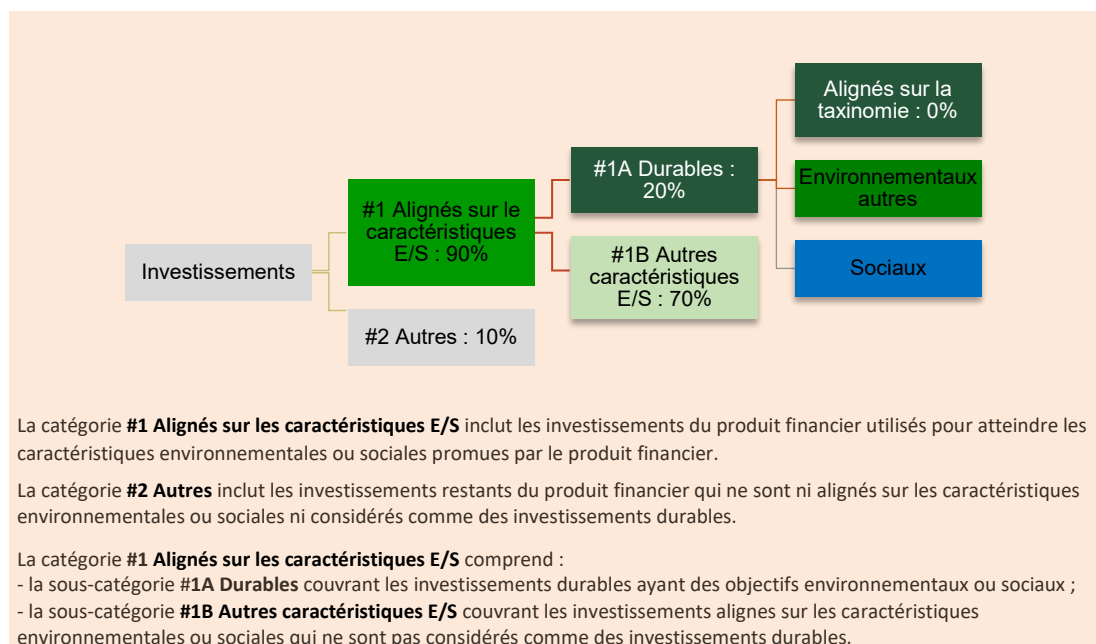 Alignés sur la
taxinomie : 0%
#1A Durables :
20%
Environnementaux
autres
#1 Alignés sur le
caractéristiques
E/S : 90%
#1B Autres
caractéristiques
E/S : 70%
Sociaux
Investissements
#2 Autres : 10%
La catégorie #1 Alignés sur les caractéristiques E/S inclut les investissements du produit financier utilisés pour atteindre les
caractéristiques environnementales ou sociales promues par le produit financier.
La catégorie #2 Autres inclut les investissements restants du produit financier qui ne sont ni alignés sur les caractéristiques
environnementales ou sociales ni considérés comme des investissements durables.
La catégorie #1 Alignés sur les caractéristiques E/S comprend :
- la sous-catégorie #1A Durables couvrant les investissements durables ayant des objectifs environnementaux ou sociaux ;
- la sous-catégorie #1B Autres caractéristiques E/S couvrant les investissements alignes sur les caractéristiques
environnementales ou sociales qui ne sont pas considérés comme des investissements durables.